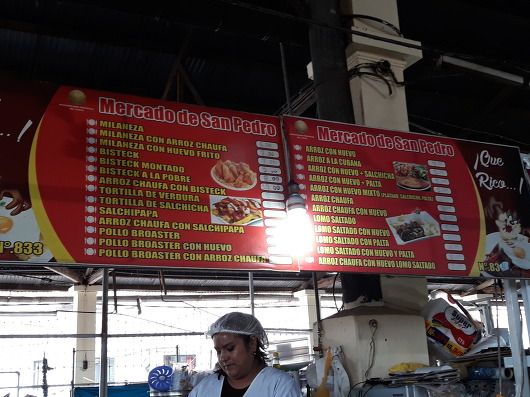 Mercado de San Pedro
MILANEZA
MILANEZA CON ARROZ CHAUFA
MILANEZA CON HUEVO FRITO
BISTECK
BISTECK MONTADO
BISTECK A LA POBRE
ARROZ CHAUFA CON BISTECK
TORTILLA DE VERDURA
TORTILLA DE SALCHICHA
SALCHIPAPA
ARROZ CHAUFA CON SALCHIPAPA
POLLO BROASTER
POLLO BROASTER CON HUEVO
POLLO BROASTER CON ARROZ CHAUFA
N° 833
Mercado de San Pedro
ARROZ CON HUEVO
ARROZ A LA CUBANA
ARROZ CON HUEVO + SALCHICHA
ARROZ CON HUEVO + PALTA
ARROZ CON HUEVO MIXTO (PLATANO, SALCHICHA, PALTA)
ARROZ CHAUFA
ARROZ CHAUFA CON HUEVO
LOMO SALTADO
LOMO SALTADO CON HUEVO
LOMO SALTADO CON PALTA
LOMO SALTADO CON HUEVO Y PALTA
ARROZ CHAUFA CON HUEVO LOMO SALTADO
¡Que
Rico...!